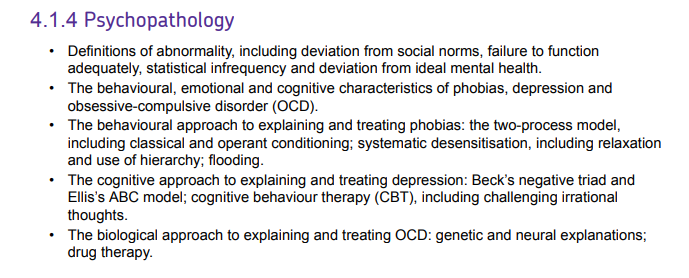 4.1.4 Psychopathology
• Definitions of abnormality, including deviation from social norms, failure to function
adequately, statistical infrequency and deviation from ideal mental health.
• The behavioural, emotional and cognitive characteristics of phobias, depression and
obsessive-compulsive disorder (OCD).
• The behavioural approach to explaining and treating phobias: the two-process model,
including classical and operant conditioning; systematic desensitisation, including relaxation
and use of hierarchy; flooding.
• The cognitive approach to explaining and treating depression: Beck's negative triad and
Ellis's ABC model; cognitive behaviour therapy (CBT), including challenging irrational
thoughts.
• The biological approach to explaining and treating OCD: genetic and neural explanations;
drug therapy.